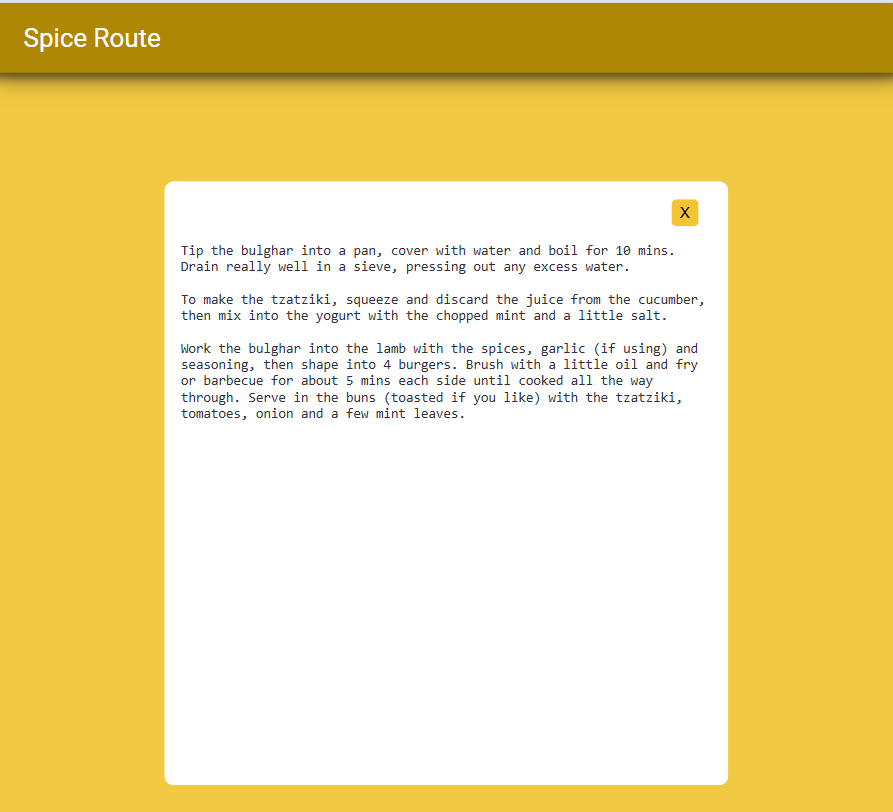 Spice Route
X
Tip the bulghar into a pan, cover with water and boil for 10 mins.
Drain really well in a sieve, pressing out any excess water.
To make the tzatziki, squeeze and discard the juice from the cucumber,
then mix into the yogurt with the chopped mint and a little salt.
Work the bulghar into the lamb with the spices, garlic (if using) and
seasoning, then shape into 4 burgers. Brush with a little oil and fry
or barbecue for about 5 mins each side until cooked all the way
through. Serve in the buns (toasted if you like) with the tzatziki,
tomatoes, onion and a few mint leaves.